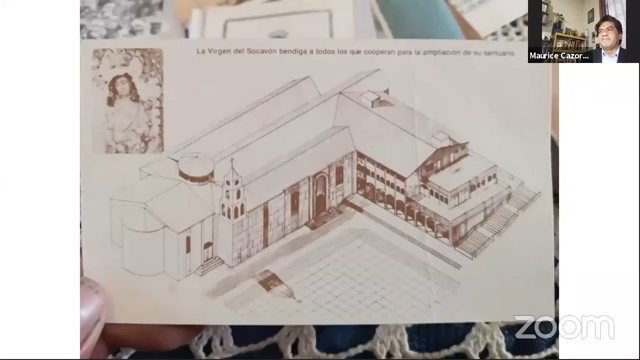 La Virgen del Socavón bendiga a todos los que cooperan para la ampliación de su santuario
Maurice Cazor...
zoom